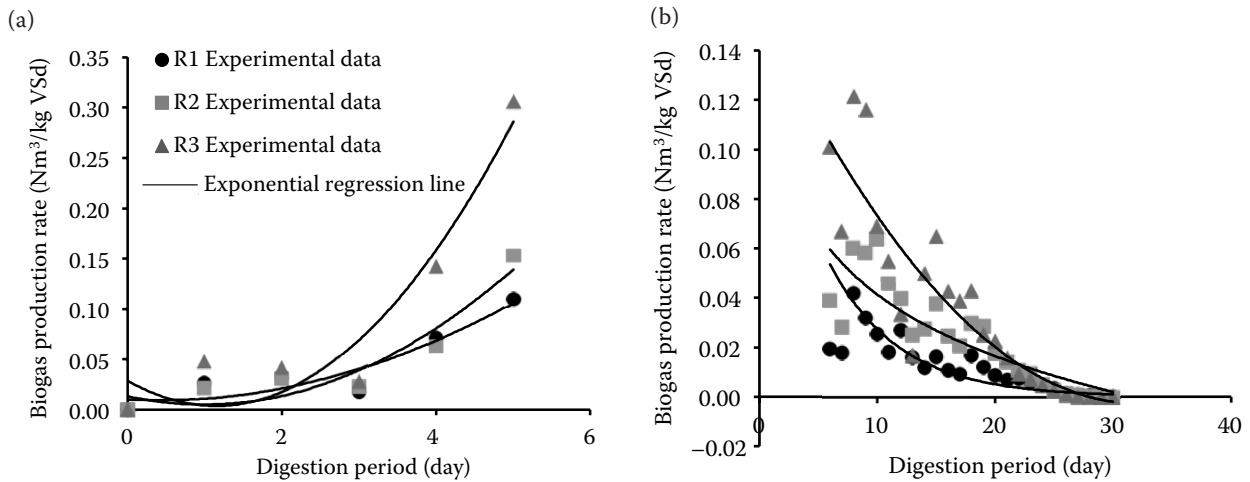 (a)
Biogas production rate (Nm³/kg VSd)
0.35
0.30
0.25
0.20
0.15
0.10
0.05
0.00
R1 Experimental data
R2 Experimental data
R3 Experimental data
Exponential regression line
0
2
4
6
Digestion period (day)
(b)
Biogas production rate (Nm³/kg VSd)
0.14
0.12
0.10
0.08
0.06
0.04
0.02
0.00
−0.02
0
10
20
30
40
Digestion period (day)